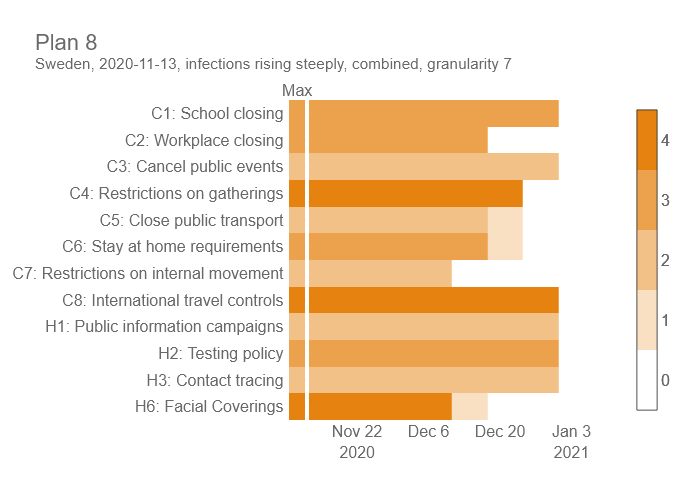 Plan 8
Sweden, 2020-11-13, infections rising steeply, combined, granularity 7
Max
C1: School closing
C2: Workplace closing
C3: Cancel public events
C4: Restrictions on gatherings
C5: Close public transport
C6: Stay at home requirements
C7: Restrictions on internal movement
C8: International travel controls
H1: Public information campaigns
H2: Testing policy
H3: Contact tracing
H6: Facial Coverings
Nov 22 Dec 6 Dec 20 Jan 3
2020 2021
4
3
2
1
0